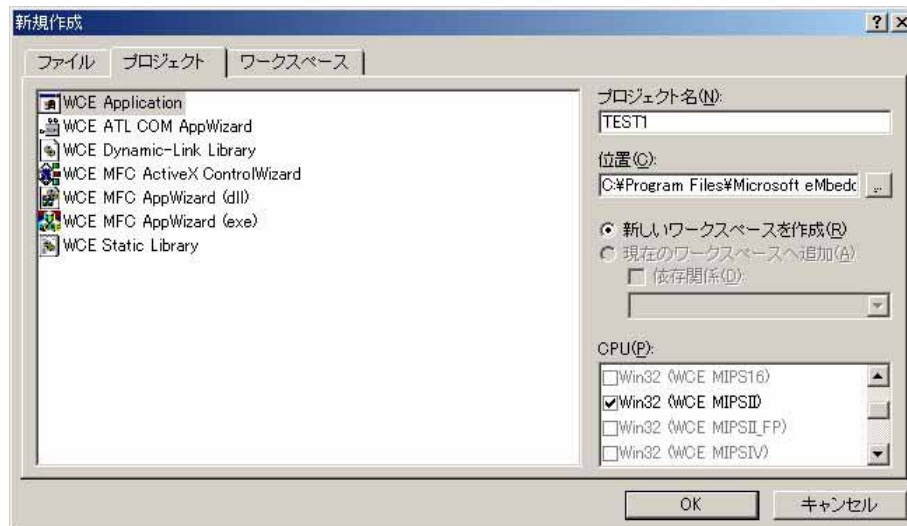 新規作成
ファイル
プロジェクト
ワークスペース
WCE Application
WCE ATL COM AppWizard
WCE Dynamic-Link Library
WCE MFC ActiveX ControlWizard
WCE MFC AppWizard (dll)
WCE MFC AppWizard (exe)
WCE Static Library
プロジェクト名(N):
TEST1
位置(C):
C:¥Program Files¥Microsoft eMbedd
...
新しいワークスペースを作成(R)
現在のワークスペースへ追加(A)
依存関係(D):
CPU(P):
Win32 (WCE MIPS16)
Win32 (WCE MIPSII)
Win32 (WCE MIPSII_FP)
Win32 (WCE MIPSIV)
OK
キャンセル